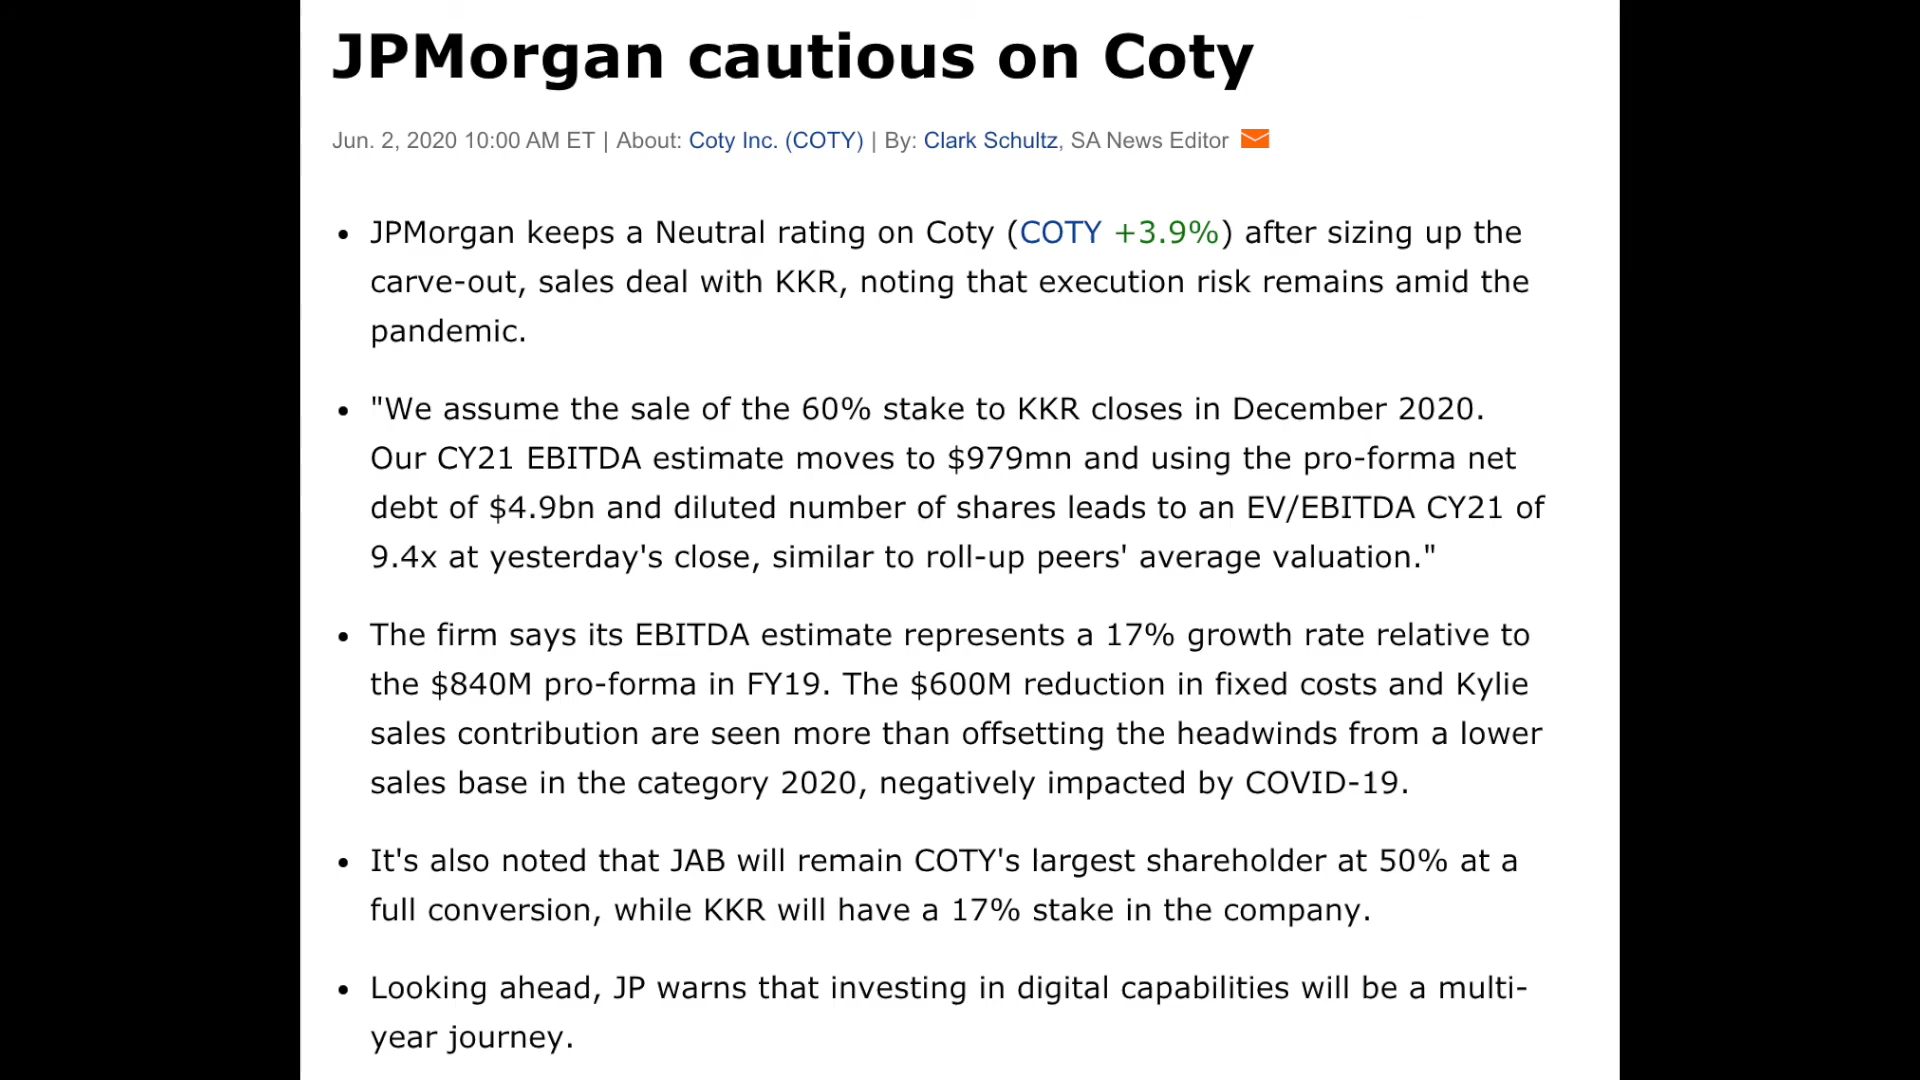 JPMorgan cautious on Coty
Jun. 2, 2020 10:00 AM ET | About: Coty Inc. (COTY) | By: Clark Schultz, SA News Editor
• JPMorgan keeps a Neutral rating on Coty (COTY +3.9%) after sizing up the
carve-out, sales deal with KKR, noting that execution risk remains amid the
pandemic.
• "We assume the sale of the 60% stake to KKR closes in December 2020.
Our CY21 EBITDA estimate moves to $979mn and using the pro-forma net
debt of $4.9bn and diluted number of shares leads to an EV/EBITDA CY21 of
9.4x at yesterday's close, similar to roll-up peers' average valuation."
• The firm says its EBITDA estimate represents a 17% growth rate relative to
the $840M pro-forma in FY19. The $600M reduction in fixed costs and Kylie
sales contribution are seen more than offsetting the headwinds from a lower
sales base in the category 2020, negatively impacted by COVID-19.
• It's also noted that JAB will remain COTY's largest shareholder at 50% at a
full conversion, while KKR will have a 17% stake in the company.
• Looking ahead, JP warns that investing in digital capabilities will be a multi-
year journey.